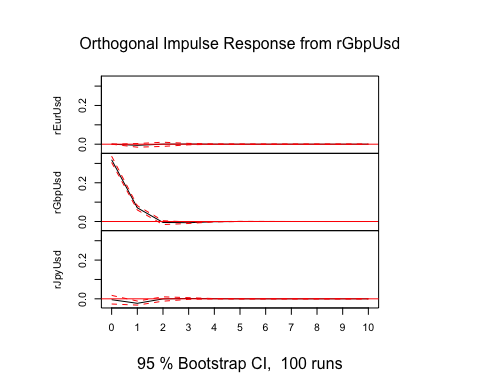 Orthogonal Impulse Response from rGbpUsd
rEurUsd
0.0 0.2
rGbpUsd
0.0 0.2
rJpyUsd
0.0 0.2
0 1 2 3 4 5 6 7 8 9 10
95 % Bootstrap CI, 100 runs